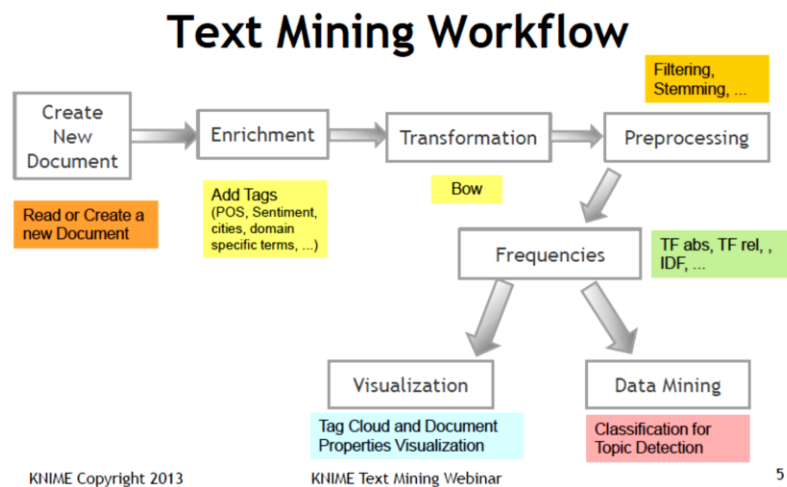 Text Mining Workflow
Filtering,
Stemming, ...
Create
New
Document
Enrichment
Transformation
Preprocessing
Read or Create a
new Document
Add Tags
(POS, Sentiment,
cities, domain
specific terms, ...)
Bow
Frequencies
TF abs, TF rel, ,
IDF, ...
Visualization
Data Mining
Tag Cloud and Document
Properties Visualization
Classification for
Topic Detection
KNIME Copyright 2013
KNIME Text Mining Webinar
5